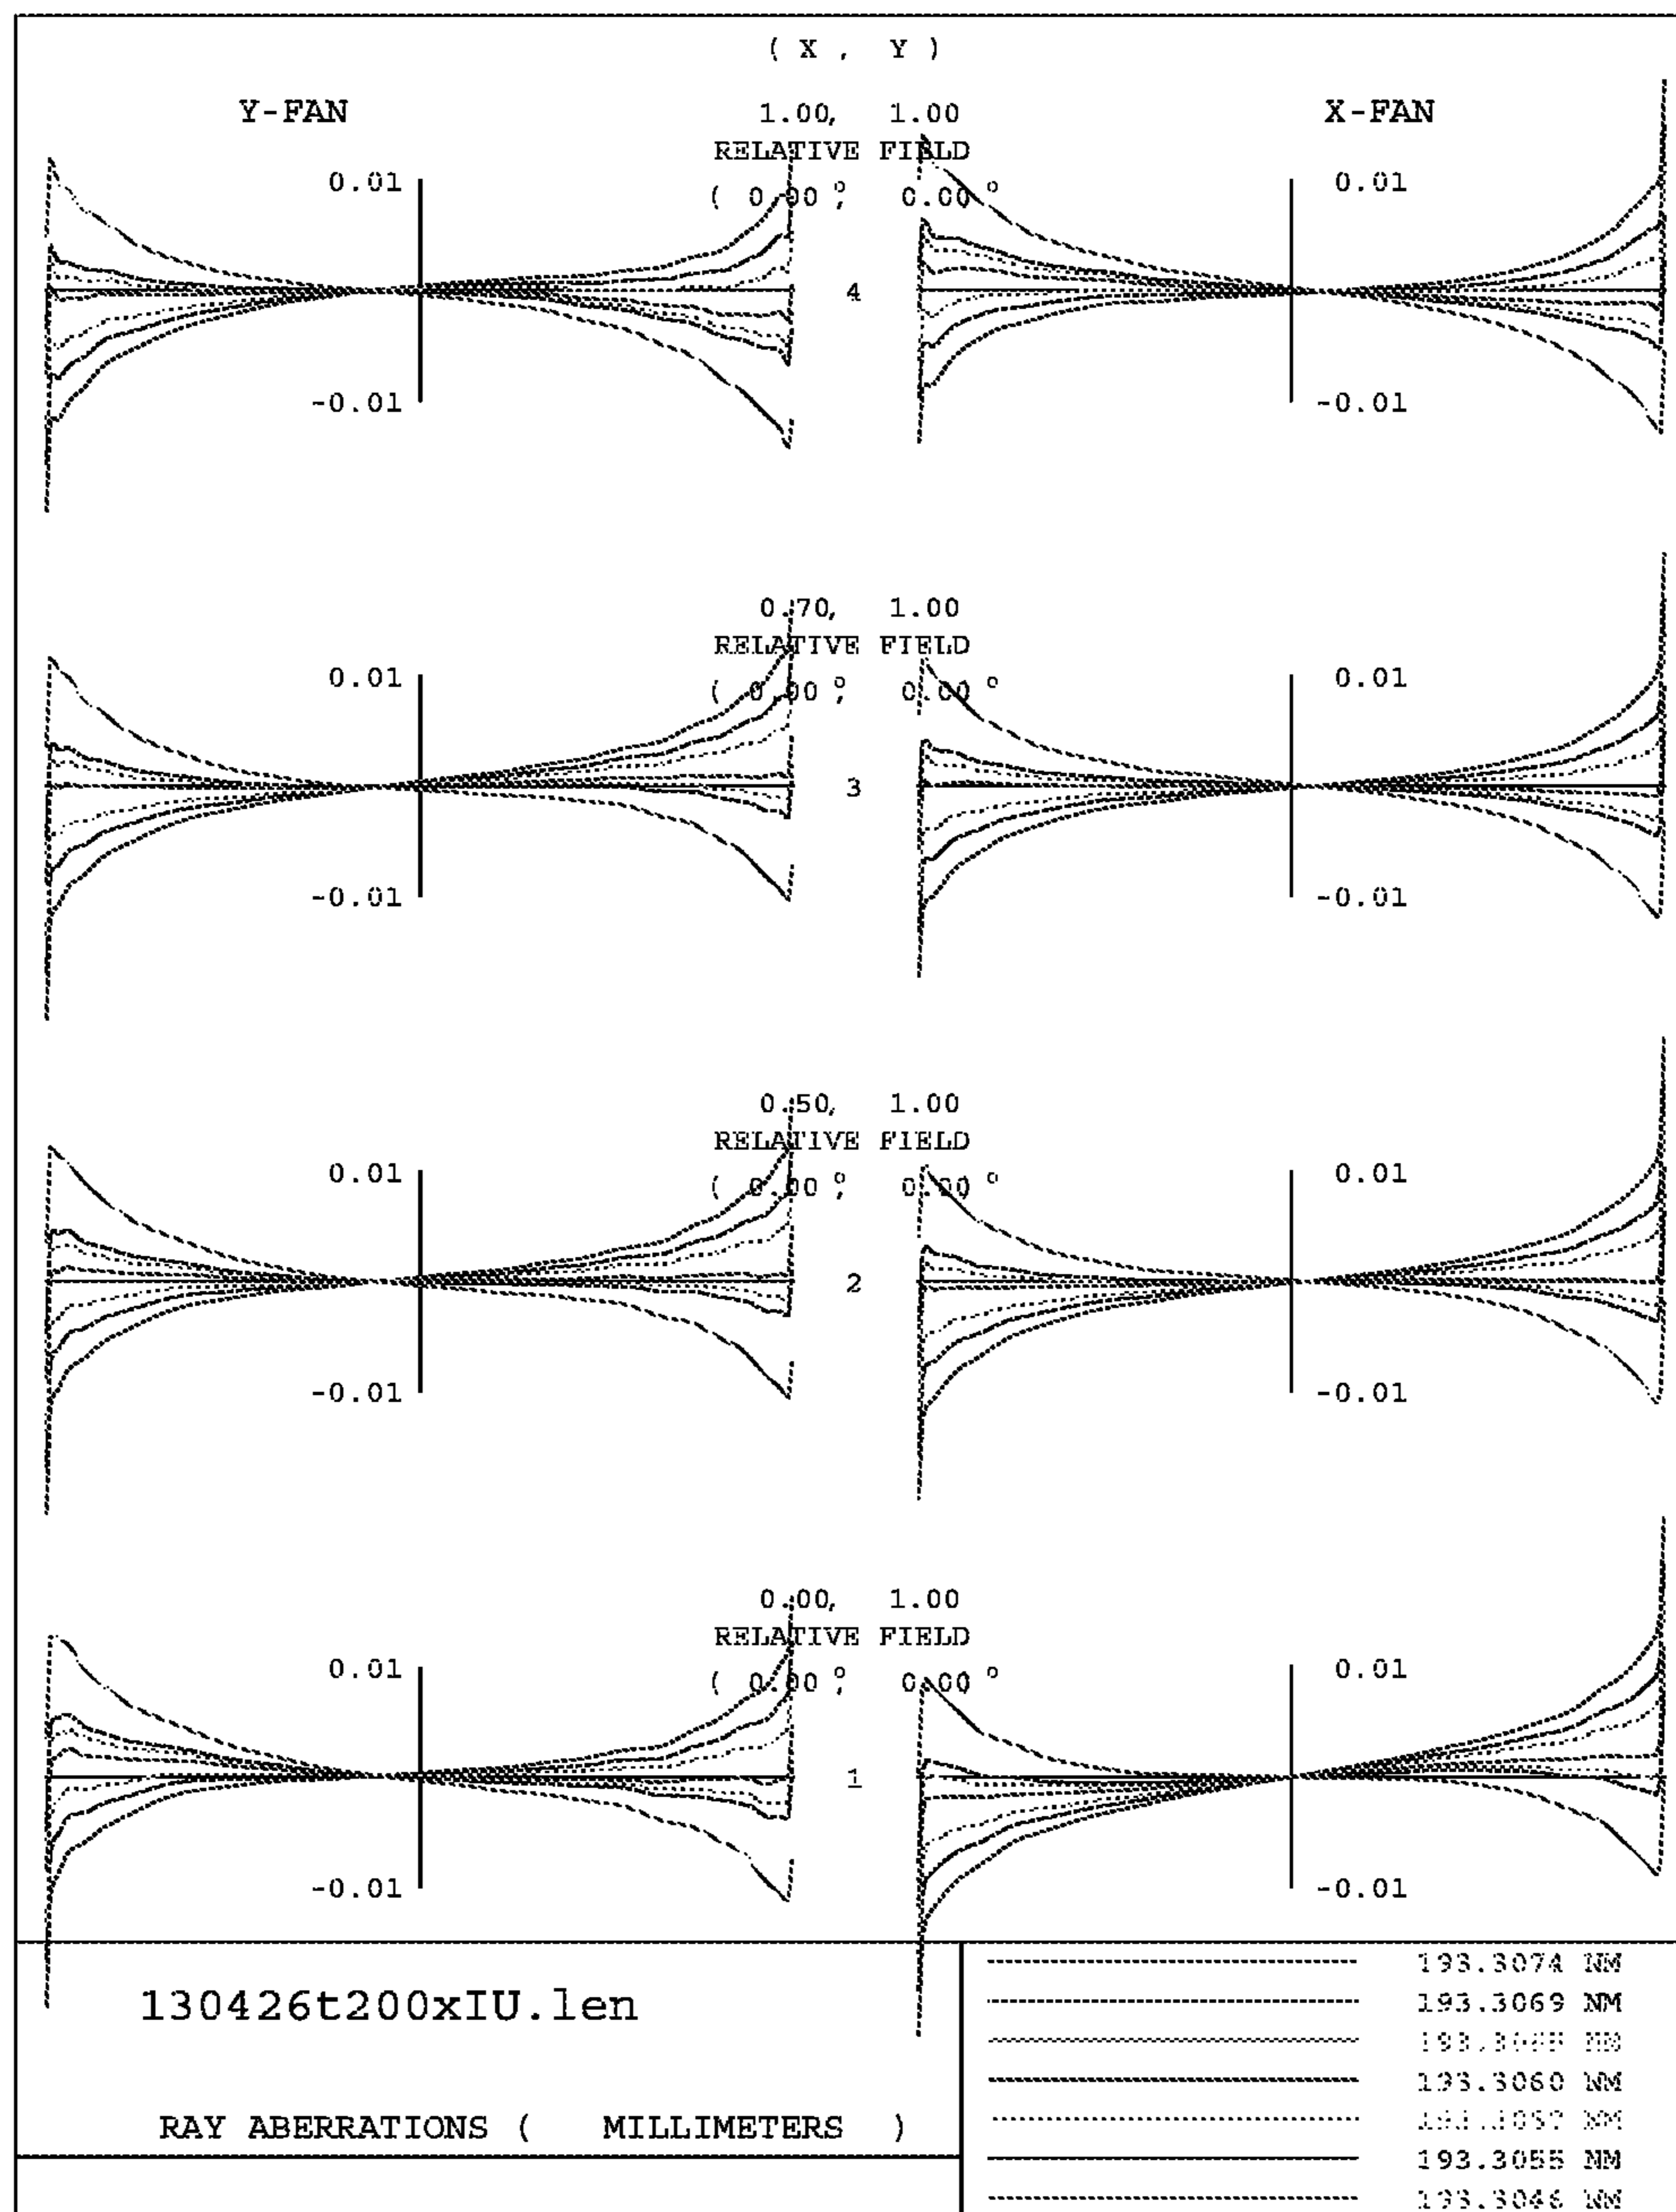 ( X , Y )
Y-FAN 1.00, 1.00 X-FAN
RELATIVE FIELD
0.01 ( 0.00 °, 0.00 ° 0.01
4
-0.01 -0.01
0.70, 1.00
RELATIVE FIELD
0.01 ( 0.00 °, 0.00 ° 0.01
3
-0.01 -0.01
0.50, 1.00
RELATIVE FIELD
0.01 ( 0.00 °, 0.00 ° 0.01
2
-0.01 -0.01
0.00, 1.00
RELATIVE FIELD
0.01 ( 0.00 °, 0.00 ° 0.01
1
-0.01 -0.01
130426t200xIU.len
RAY ABERRATIONS ( MILLIMETERS )
193.3074 NM
193.3069 NM
NM
193.3060 NM
NM
193.3055 NM
193.3046 NM